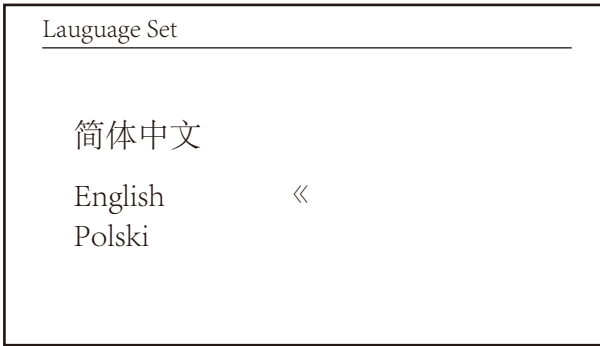 Lauguage Set
简体中文
English 《
Polski